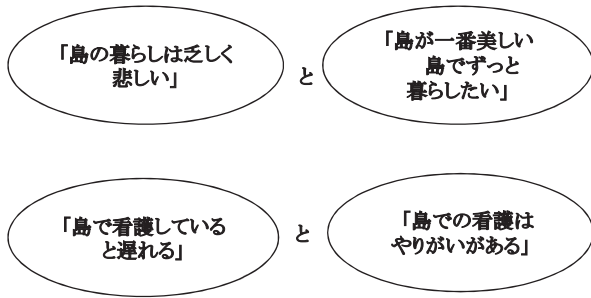 「島の暮らしは乏しく
悲しい」
と
「島が一番美しい
島でずっと
暮らしたい」
「島で看護している
と遅れる」
と
「島での看護は
やりがいがある」